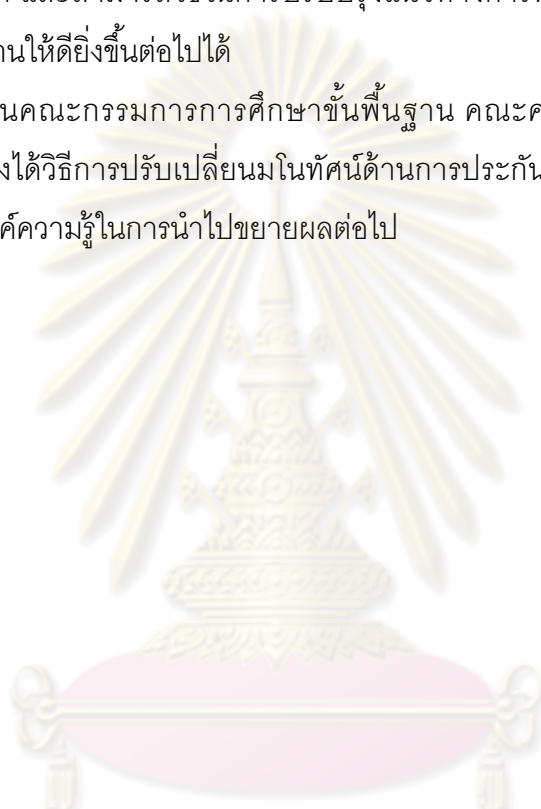 นให้ดียิ่งขึ้นต่อไปได้
นคณะกรรมการการศึกษาขั้นพื้นฐาน คณะค
งได้วิธีการปรับเปลี่ยนมโนทัศน์ด้านการประกัน
ค์ความรู้ในการนำไปขยายผลต่อไป